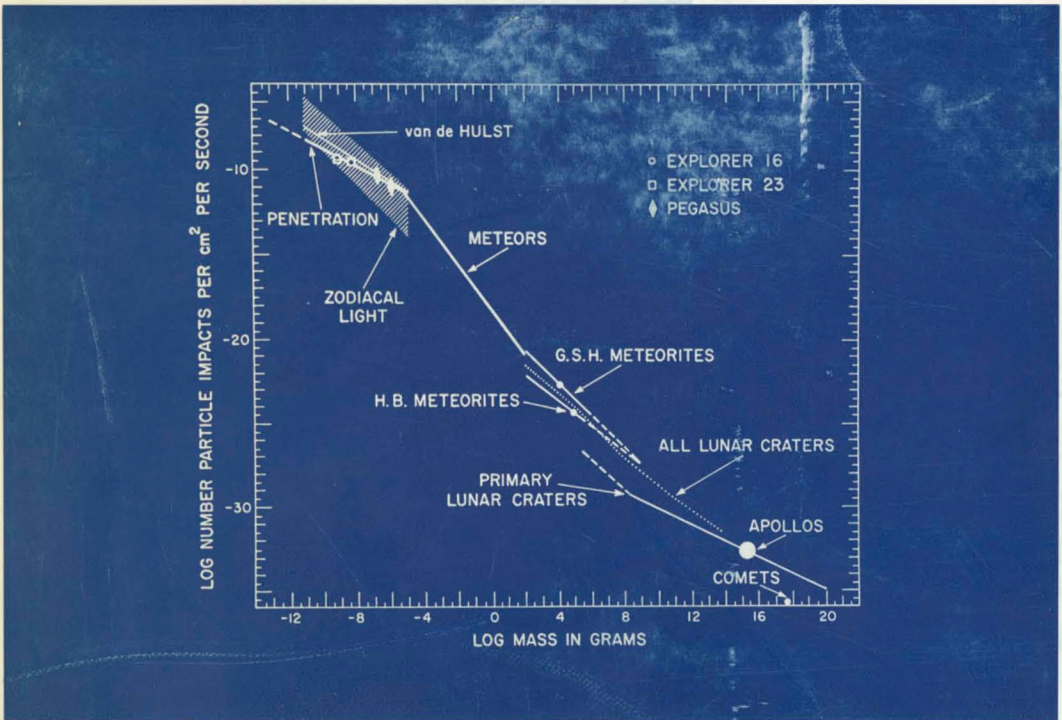 van de HULST
EXPLORER 16
EXPLORER 23
PEGASUS
-10
PENETRATION
METEORS
ZODIACAL
LIGHT
-20
G.S.H. METEORITES
H.B. METEORITES
ALL LUNAR CRATERS
PRIMARY
LUNAR CRATERS
-30
APOLLOS
COMETS
LOG NUMBER PARTICLE IMPACTS PER cm² PER SECOND
-12 -8 -4 0 4 8 12 16 20
LOG MASS IN GRAMS